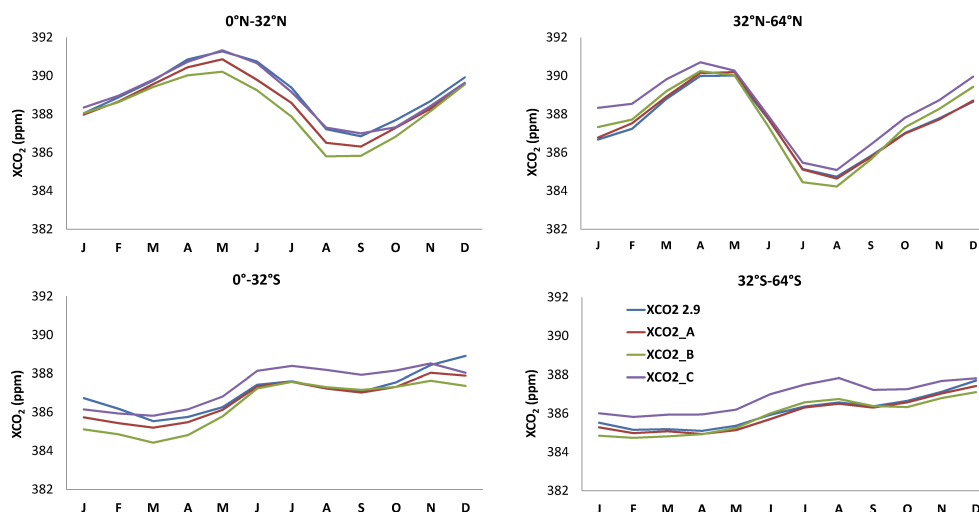 0°N-32°N
XCO2 (ppm)
392
390
388
386
384
382
J F M A M J J A S O N D
32°N-64°N
XCO2 (ppm)
392
390
388
386
384
382
J F M A M J J A S O N D
0°-32°S
XCO2 (ppm)
392
390
388
386
384
382
J F M A M J J A S O N D
32°S-64°S
XCO2 (ppm)
392
390
388
386
384
382
XCO2 2.9
XCO2_A
XCO2_B
XCO2_C
J F M A M J J A S O N D